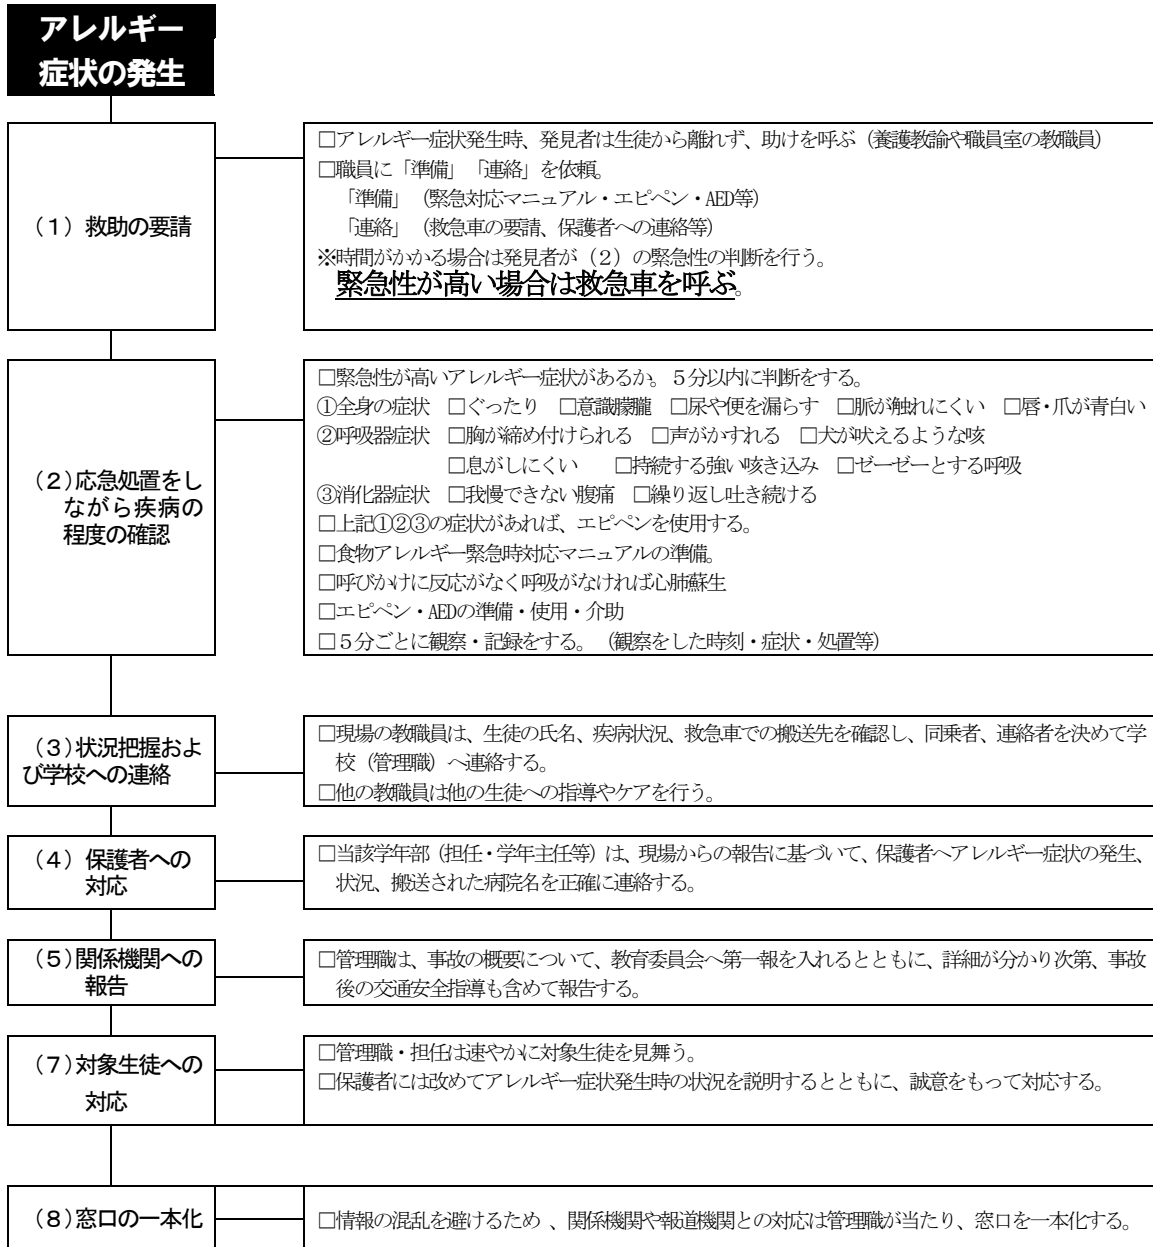 アレルギー
症状の発生
（1）救助の要請
□アレルギー症状発生時、発見者は生徒から離れず、助けを呼ぶ（養護教諭や職員室の教職員）
□職員に「準備」「連絡」を依頼。
「準備」（緊急対応マニュアル・エピペン・AED等）
「連絡」（救急車の要請、保護者への連絡等）
※時間がかかる場合は発見者が（2）の緊急性の判断を行う。
緊急性が高い場合は救急車を呼ぶ。
（2）応急処置をし
ながら疾病の
程度の確認
□緊急性が高いアレルギー症状があるか。５分以内に判断をする。
①全身の症状　□ぐったり　□意識朦朧　□尿や便を漏らす　□脈が触れにくい　□唇・爪が青白い
②呼吸器症状　□胸が締め付けられる　□声がかすれる　□犬が吠えるような咳
□息がしにくい　　□持続する強い咳き込み　□ゼーゼーとする呼吸
③消化器症状　□我慢できない腹痛　□繰り返し吐き続ける
□上記①②③の症状があれば、エピペンを使用する。
□食物アレルギー緊急時対応マニュアルの準備。
□呼びかけに反応がなく呼吸がなければ心肺蘇生
□エピペン・AEDの準備・使用・介助
□５分ごとに観察・記録をする。（観察をした時刻・症状・処置等）
（3）状況把握およ
び学校への連絡
□現場の教職員は、生徒の氏名、疾病状況、救急車での搬送先を確認し、同乗者、連絡者を決めて学
校（管理職）へ連絡する。
□他の教職員は他の生徒への指導やケアを行う。
（4）保護者への
対応
□当該学年部（担任・学年主任等）は、現場からの報告に基づいて、保護者へアレルギー症状の発生、
状況、搬送された病院名を正確に連絡する。
（5）関係機関への
報告
□管理職は、事故の概要について、教育委員会へ第一報を入れるとともに、詳細が分かり次第、事故
後の交通安全指導も含めて報告する。
（7）対象生徒への
対応
□管理職・担任は速やかに対象生徒を見舞う。
□保護者には改めてアレルギー症状発生時の状況を説明するとともに、誠意をもって対応する。
（8）窓口の一本化
□情報の混乱を避けるため、関係機関や報道機関との対応は管理職が当たり、窓口を一本化する。